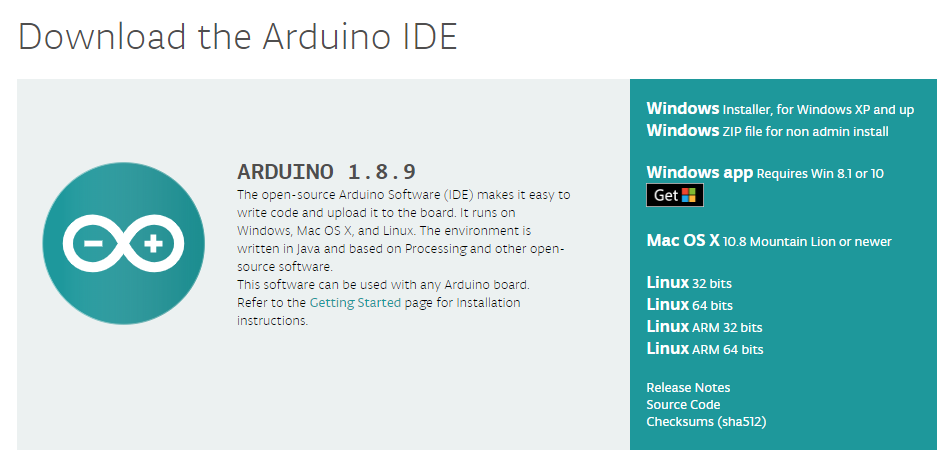 Download the Arduino IDE
ARDUINO 1.8.9
The open-source Arduino Software (IDE) makes it easy to
write code and upload it to the board. It runs on
Windows, Mac OS X, and Linux. The environment is
written in Java and based on Processing and other open-
source software.
This software can be used with any Arduino board.
Refer to the Getting Started page for Installation
instructions.
Windows Installer, for Windows XP and up
Windows ZIP file for non admin install
Windows app Requires Win 8.1 or 10
Get
Mac OS X 10.8 Mountain Lion or newer
Linux 32 bits
Linux 64 bits
Linux ARM 32 bits
Linux ARM 64 bits
Release Notes
Source Code
Checksums (sha512)